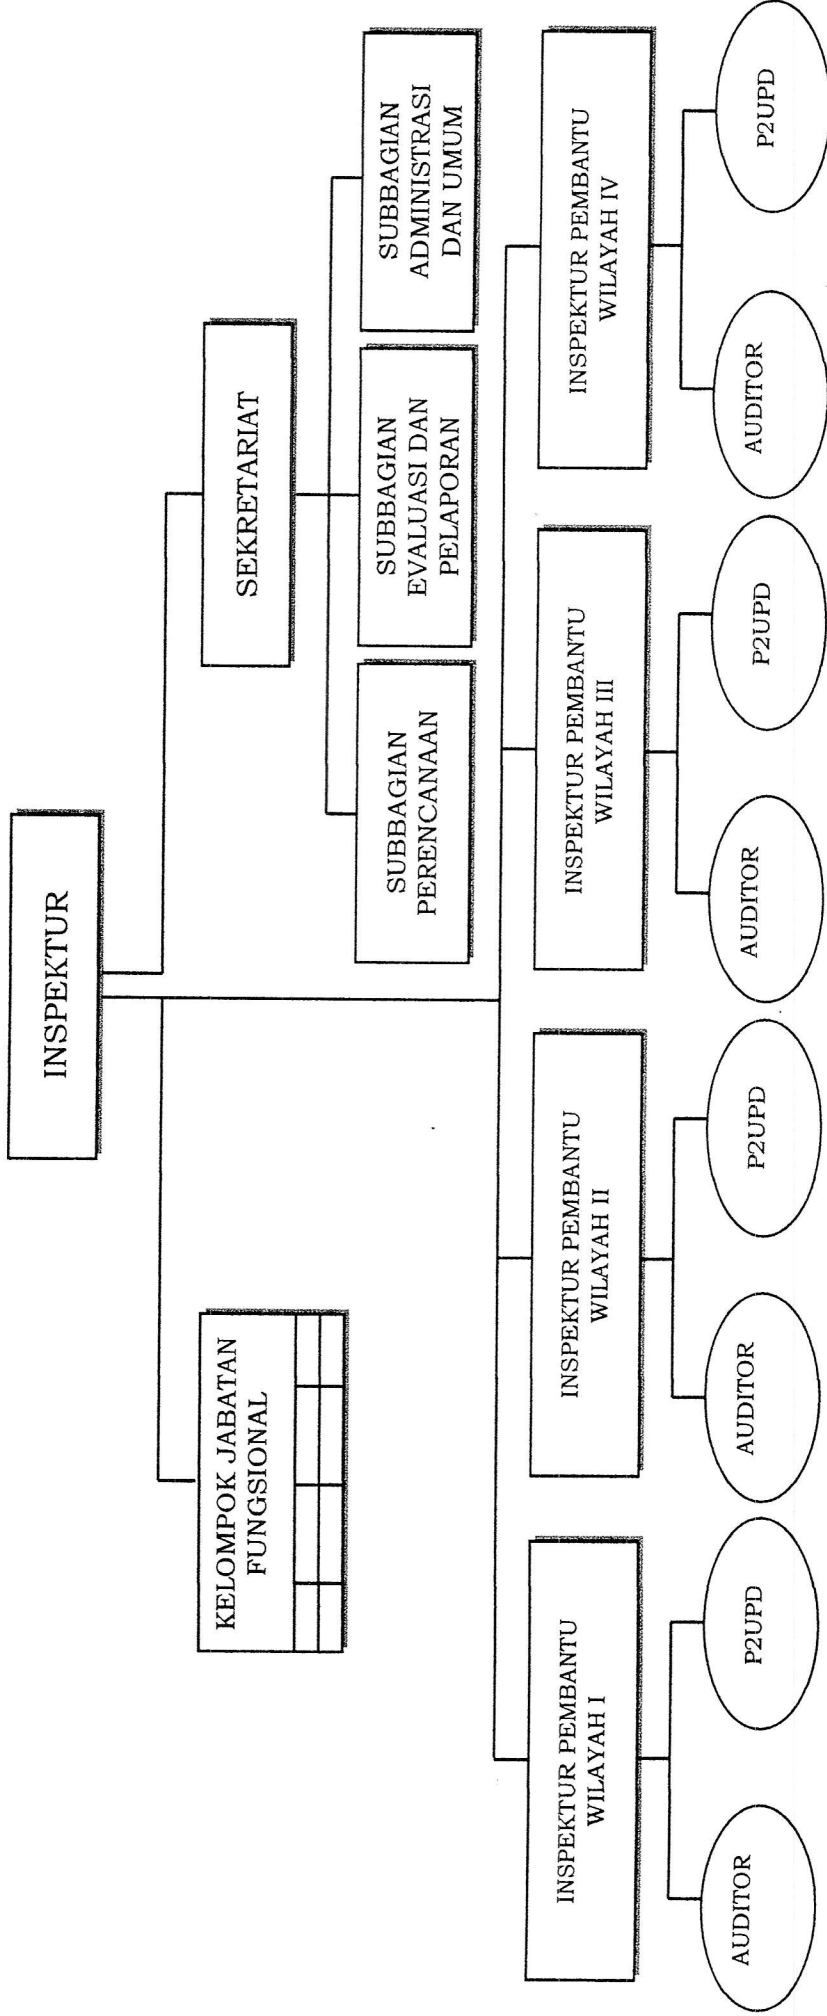 INSPEKTUR
KELOMPOK JABATAN
FUNGSIONAL
SEKRETARIAT
SUBBAGIAN
PERENCANAAN
SUBBAGIAN
EVALUASI DAN
PELAPORAN
SUBBAGIAN
ADMINISTRASI
DAN UMUM
INSPEKTUR PEMBANTU
WILAYAH I
INSPEKTUR PEMBANTU
WILAYAH II
INSPEKTUR PEMBANTU
WILAYAH III
INSPEKTUR PEMBANTU
WILAYAH IV
AUDITOR
P2UPD
AUDITOR
P2UPD
AUDITOR
P2UPD
AUDITOR
P2UPD